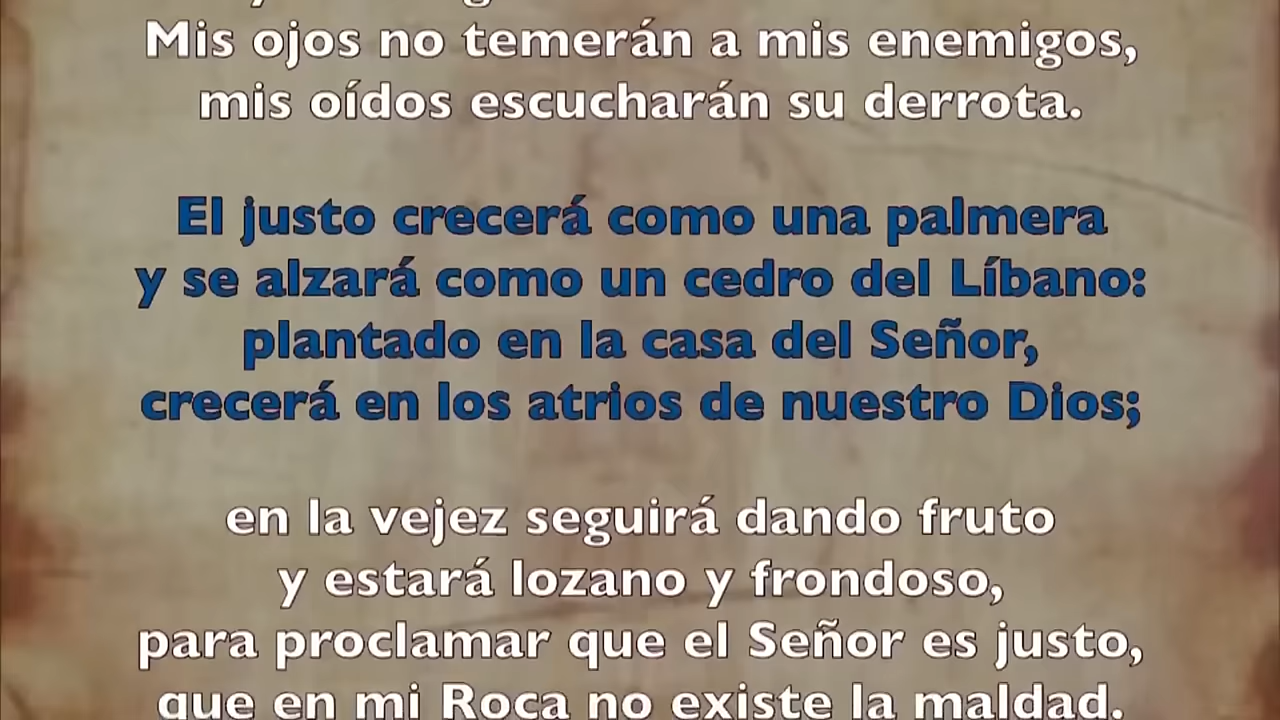 Mis ojos no temerán a mis enemigos,
mis oídos escucharán su derrota.
El justo crecerá como una palmera
y se alzará como un cedro del Líbano:
plantado en la casa del Señor,
crecerá en los atrios de nuestro Dios;
en la vejez seguirá dando fruto
y estará lozano y frondoso,
para proclamar que el Señor es justo,
que en mi Roca no existe la maldad.